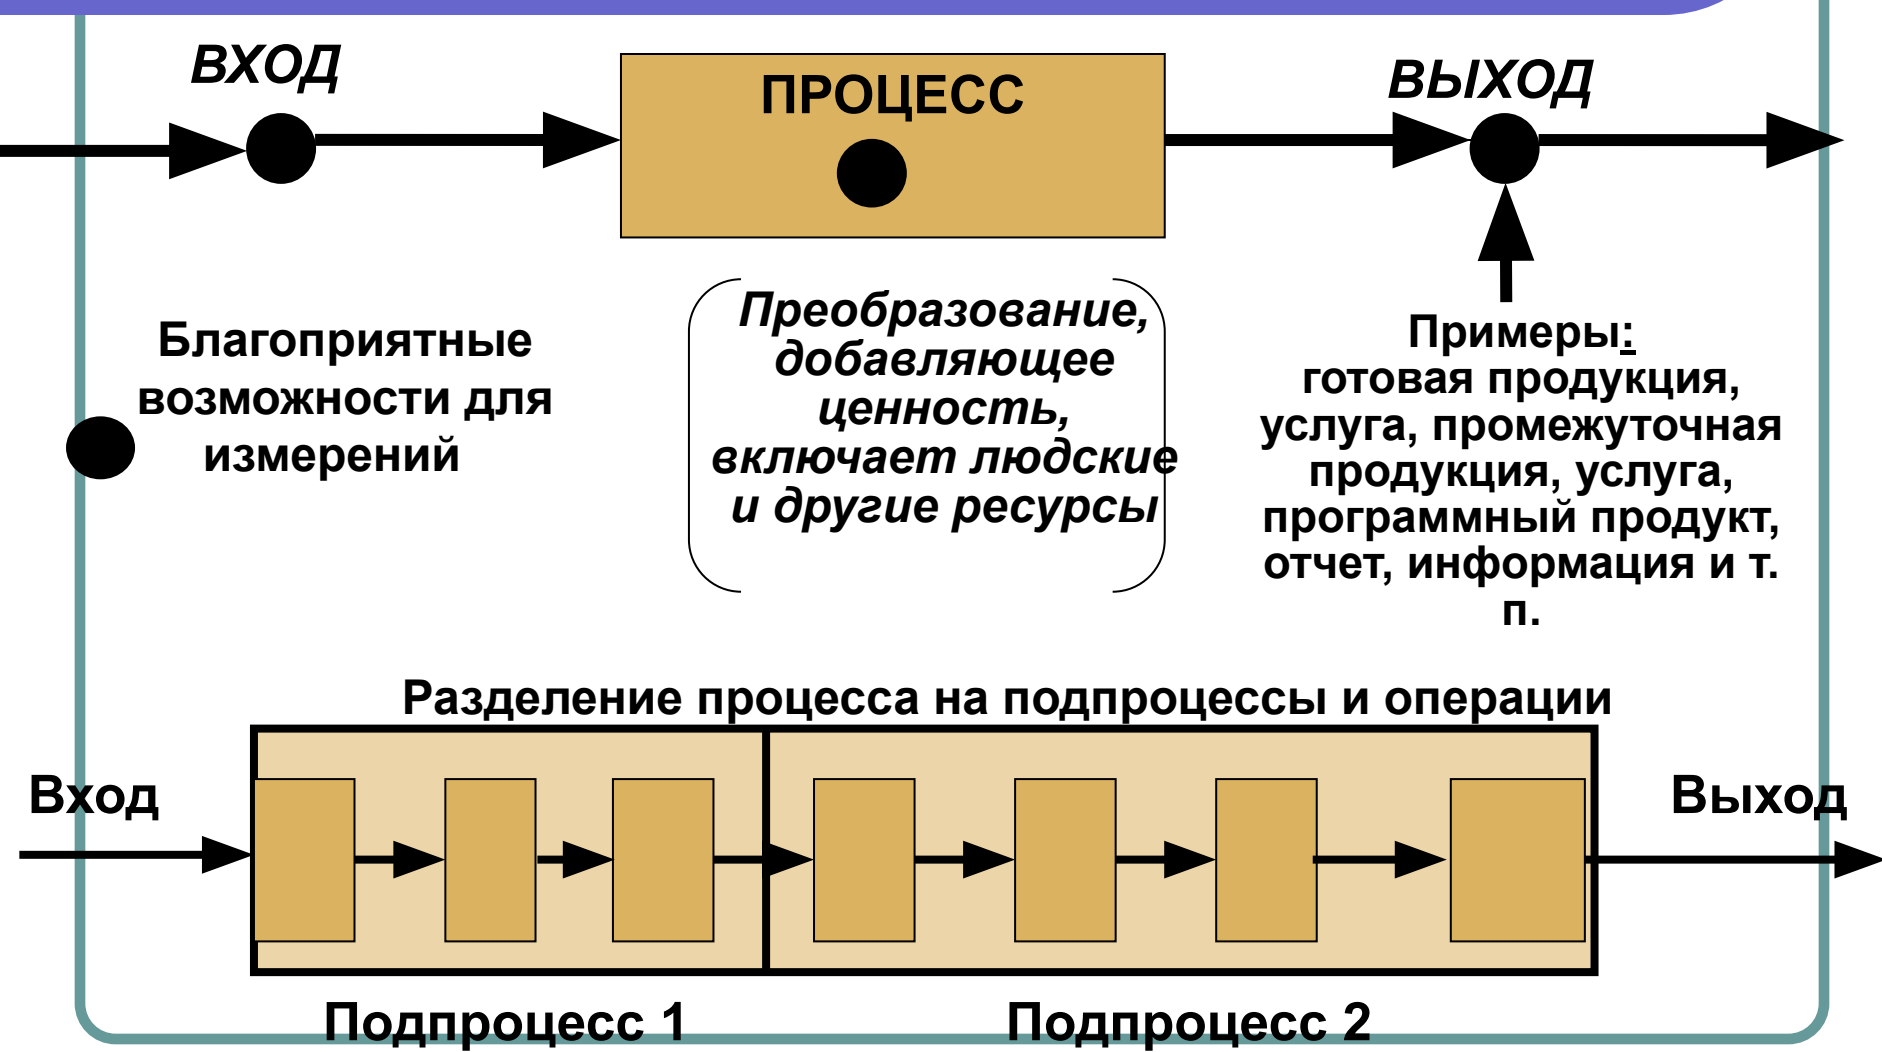 ВХОД
ПРОЦЕСС
ВЫХОД
Благоприятные
возможности для
измерений
Преобразование,
добавляющее
ценность,
включает людские
и другие ресурсы
Примеры:
готовая продукция,
услуга, промежуточная
продукция, услуга,
программный продукт,
отчет, информация и т.
п.
Разделение процесса на подпроцессы и операции
Вход
Выход
Подпроцесс 1
Подпроцесс 2